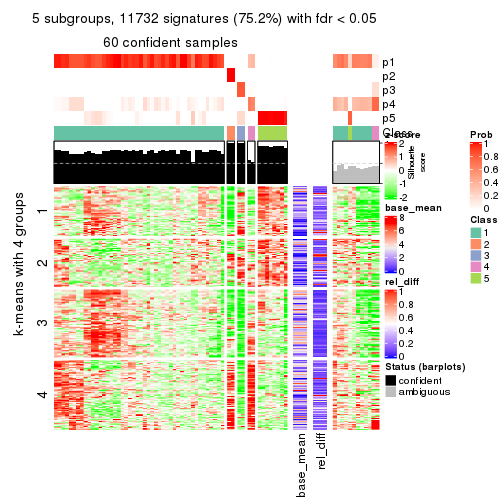 5 subgroups, 11732 signatures (75.2%) with fdr < 0.05
60 confident samples
p1
p2
p3
p4
p5
Class
k-means with 4 groups
1
2
3
4
Silhouette
score
base_mean
rel_diff
z-score
2
1
0
-1
-2
base_mean
8
6
4
2
0
rel_diff
1
0.8
0.6
0.4
0.2
0
Status (barplots)
confident
ambiguous
Prob
1
0.8
0.6
0.4
0.2
0
Class
1
2
3
4
5